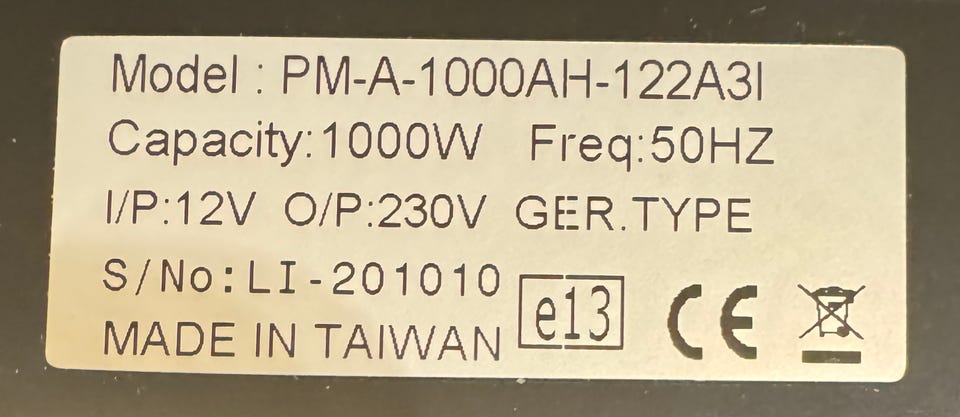 Model : PM-A-1000AH-122A3I
Capacity:1000W Freq:50HZ
I/P:12V O/P:230V GER.TYPE
S/No:LI-201010
MADE IN TAIWAN e13 CE